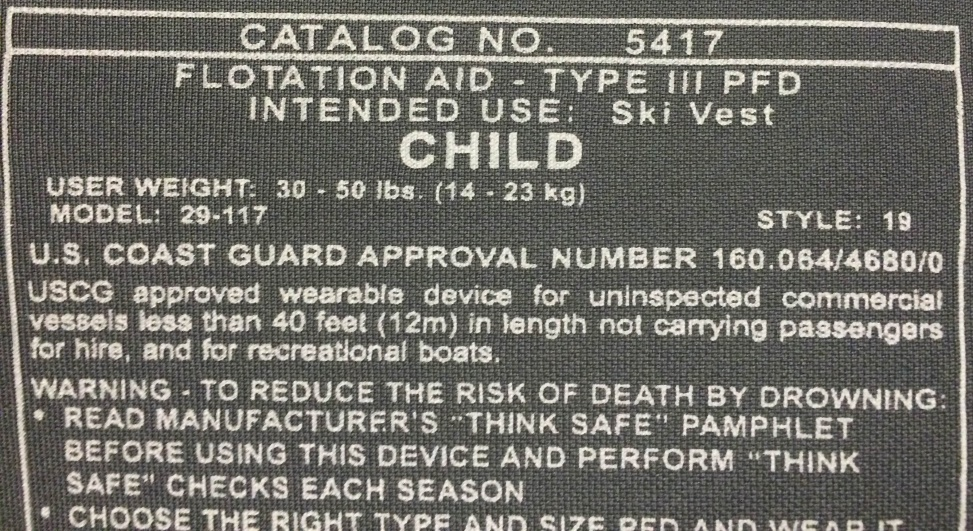 CATALOG NO. 5417
FLOTATION AID - TYPE III PFD
INTENDED USE: Ski Vest
CHILD
USER WEIGHT: 30 - 50 lbs. (14 - 23 kg)
MODEL: 29-117 STYLE: 19
U.S. COAST GUARD APPROVAL NUMBER 160.064/4680/0
USCG approved wearable device for uninspected commercial
vessels less than 40 feet (12m) in length not carrying passengers
for hire, and for recreational boats.
WARNING - TO REDUCE THE RISK OF DEATH BY DROWNING:
• READ MANUFACTURER'S "THINK SAFE" PAMPHLET
BEFORE USING THIS DEVICE AND PERFORM "THINK
SAFE" CHECKS EACH SEASON
• CHOOSE THE RIGHT TYPE AND SIZE PFD AND WEAR IT